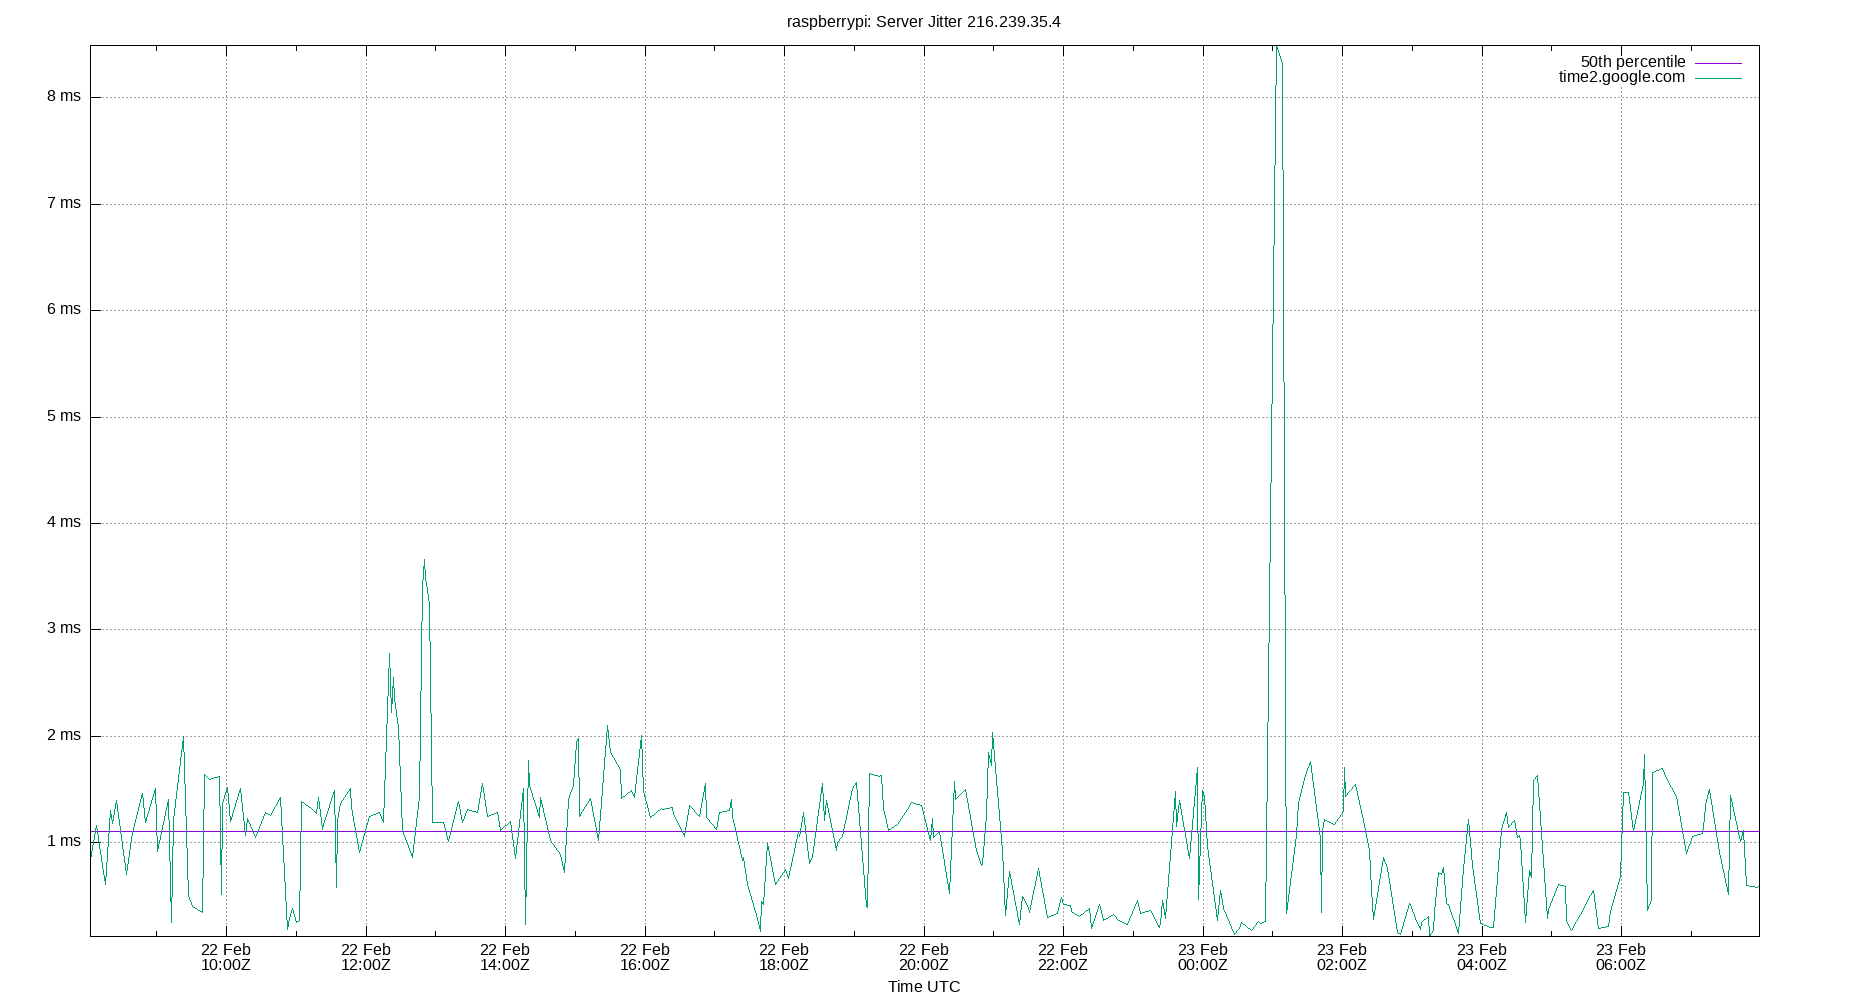 raspberrypi: Server Jitter 216.239.35.4
50th percentile
time2.google.com
8 ms
7 ms
6 ms
5 ms
4 ms
3 ms
2 ms
1 ms
22 Feb 22 Feb 22 Feb 22 Feb 22 Feb 22 Feb 22 Feb 23 Feb 23 Feb 23 Feb 23 Feb
10:00Z 12:00Z 14:00Z 16:00Z 18:00Z 20:00Z 22:00Z 00:00Z 02:00Z 04:00Z 06:00Z
Time UTC